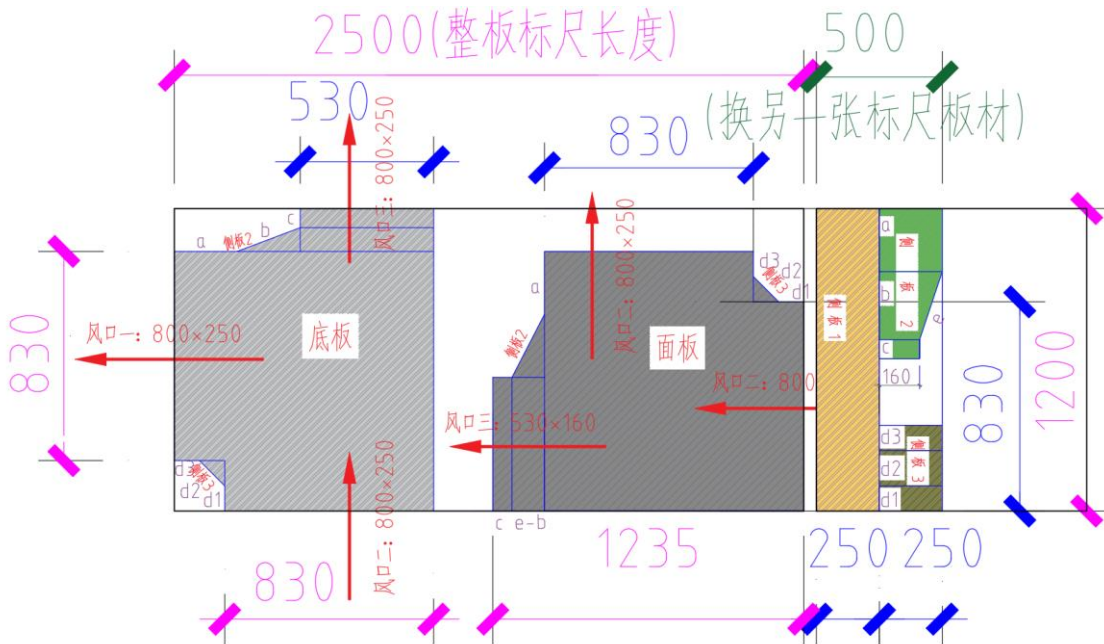 2500(整板标尺长度)
500
530
830
(换另一张标尺板材)
风口三：800×250
c
a
侧板2
b
风口二：800×250
d3
侧板3
d2
d1
a
侧板1
a
侧板2
b
e
830
风口一：800×250
底板
侧板2
面板
c
160
风口二：800
830
1200
风口三：530×160
d3
侧板3
d2
d1
风口二：800×250
d3
侧板3
d2
d1
c
e-b
830
1235
250
250